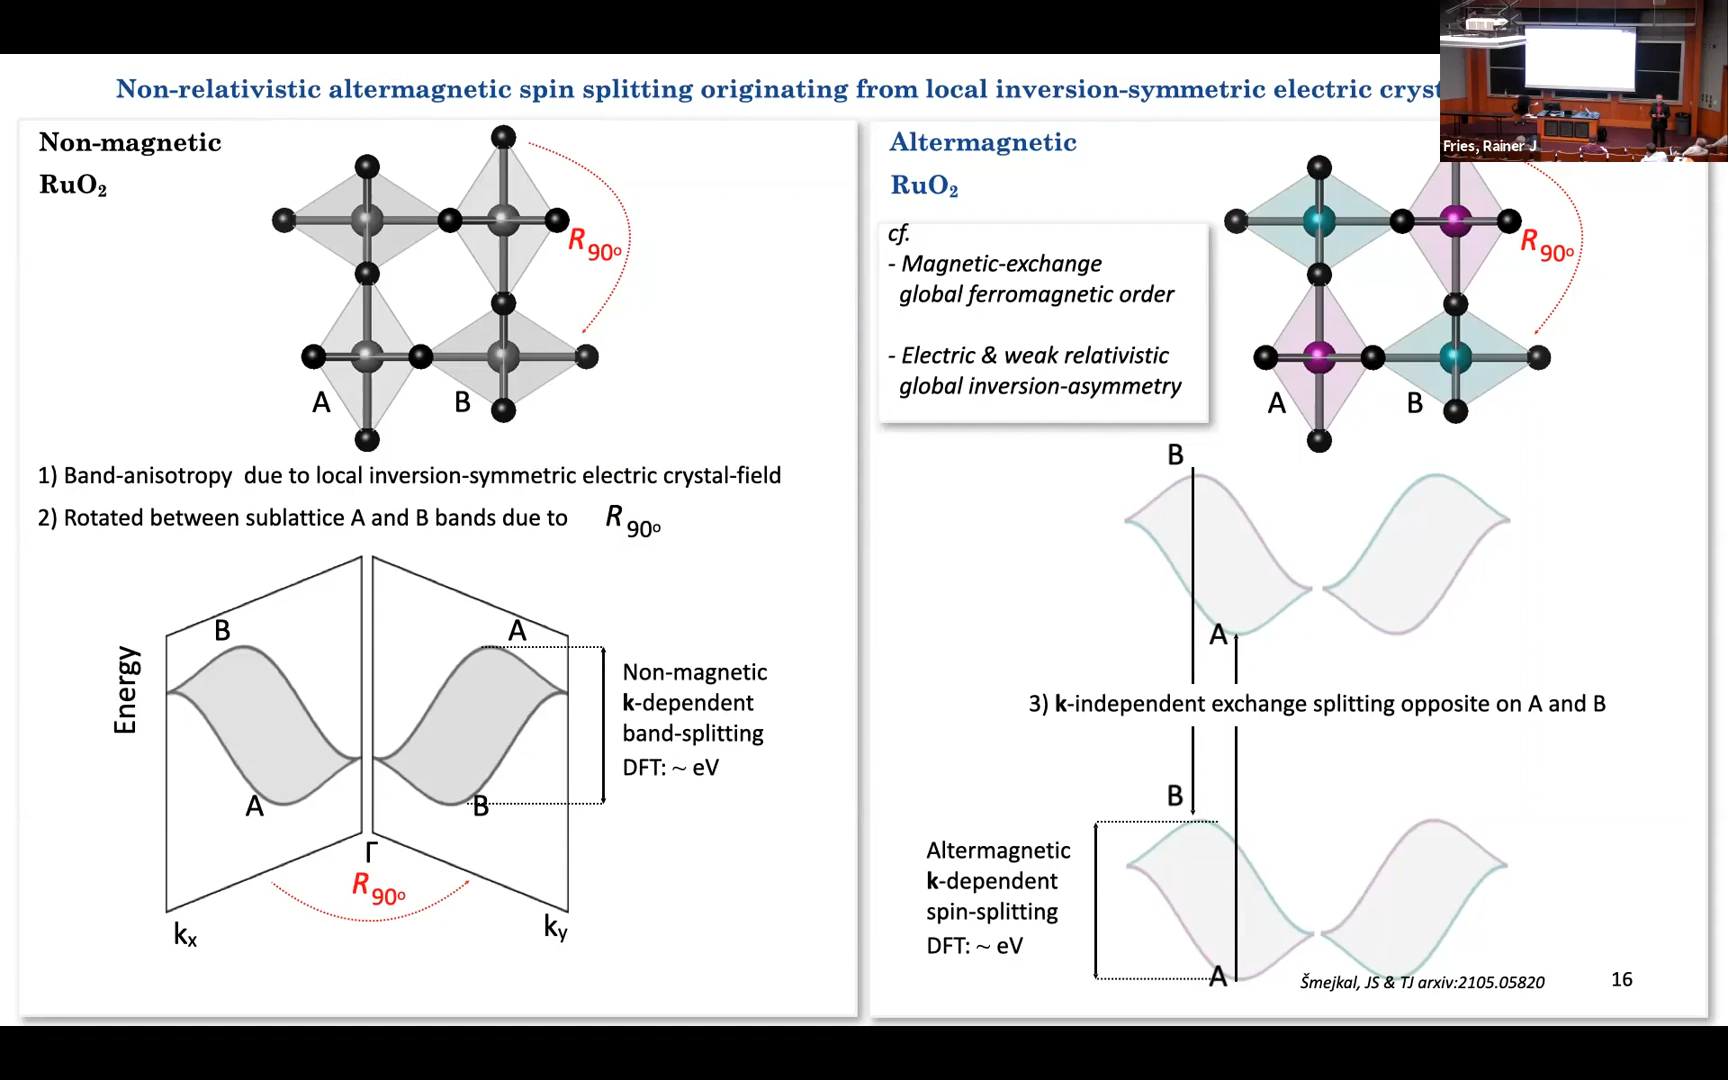 Non-relativistic altermagnetic spin splitting originating from local inversion-symmetric electric cryst
Fries, Rainer J
Non-magnetic
RuO₂
R 90º
A
B
1) Band-anisotropy due to local inversion-symmetric electric crystal-field
2) Rotated between sublattice A and B bands due to R 90º
Energy
B
A
A
B
Γ
R 90º
kx
ky
Non-magnetic
k-dependent
band-splitting
DFT: ~ eV
Altermagnetic
RuO₂
cf.
- Magnetic-exchange
global ferromagnetic order
- Electric & weak relativistic
global inversion-asymmetry
R 90º
A
B
B
A
3) k-independent exchange splitting opposite on A and B
B
Altermagnetic
k-dependent
spin-splitting
DFT: ~ eV
A
Šmejkal, JS & TJ arxiv:2105.05820
16